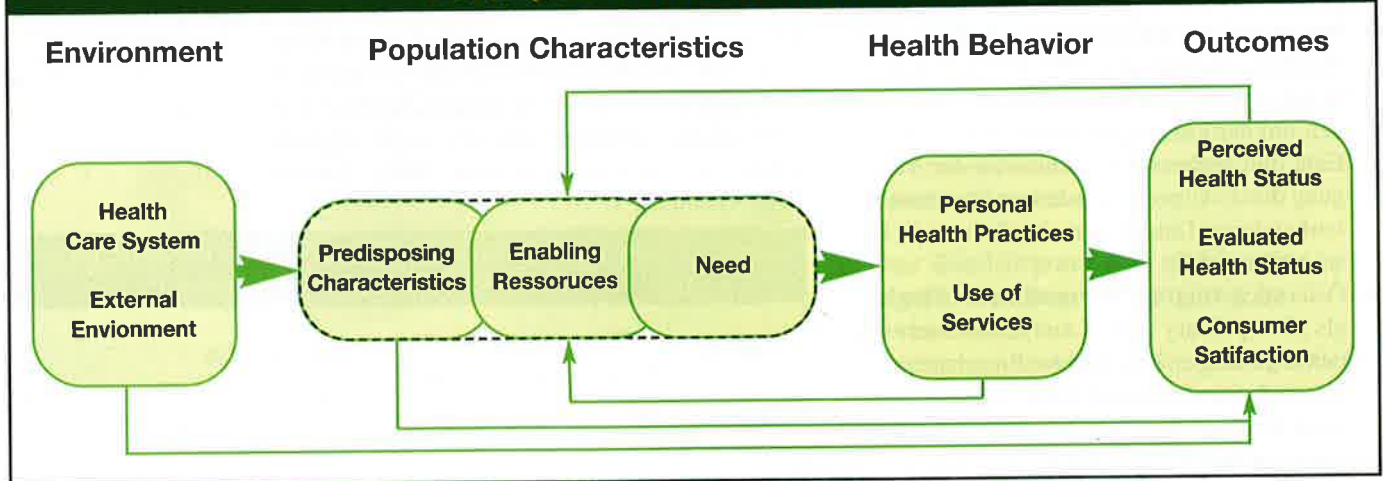 Environment
Population Characteristics
Health Behavior
Outcomes
Health
Care System
External
Envionment
Predisposing
Characteristics
Enabling
Ressoruces
Need
Personal
Health Practices
Use of
Services
Perceived
Health Status
Evaluated
Health Status
Consumer
Satifaction